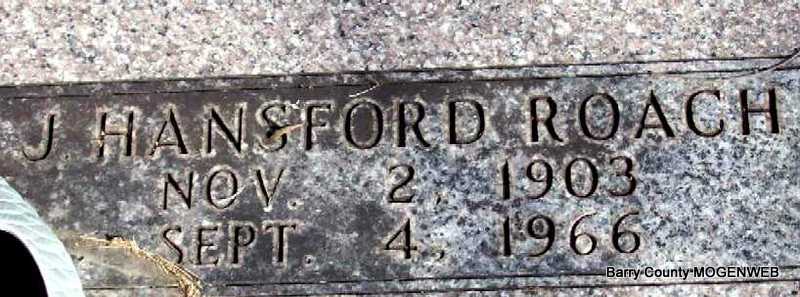 J. HANSFORD ROACH
NOV. 2, 1903
SEPT. 4, 1966
Barry County MOGENWEB